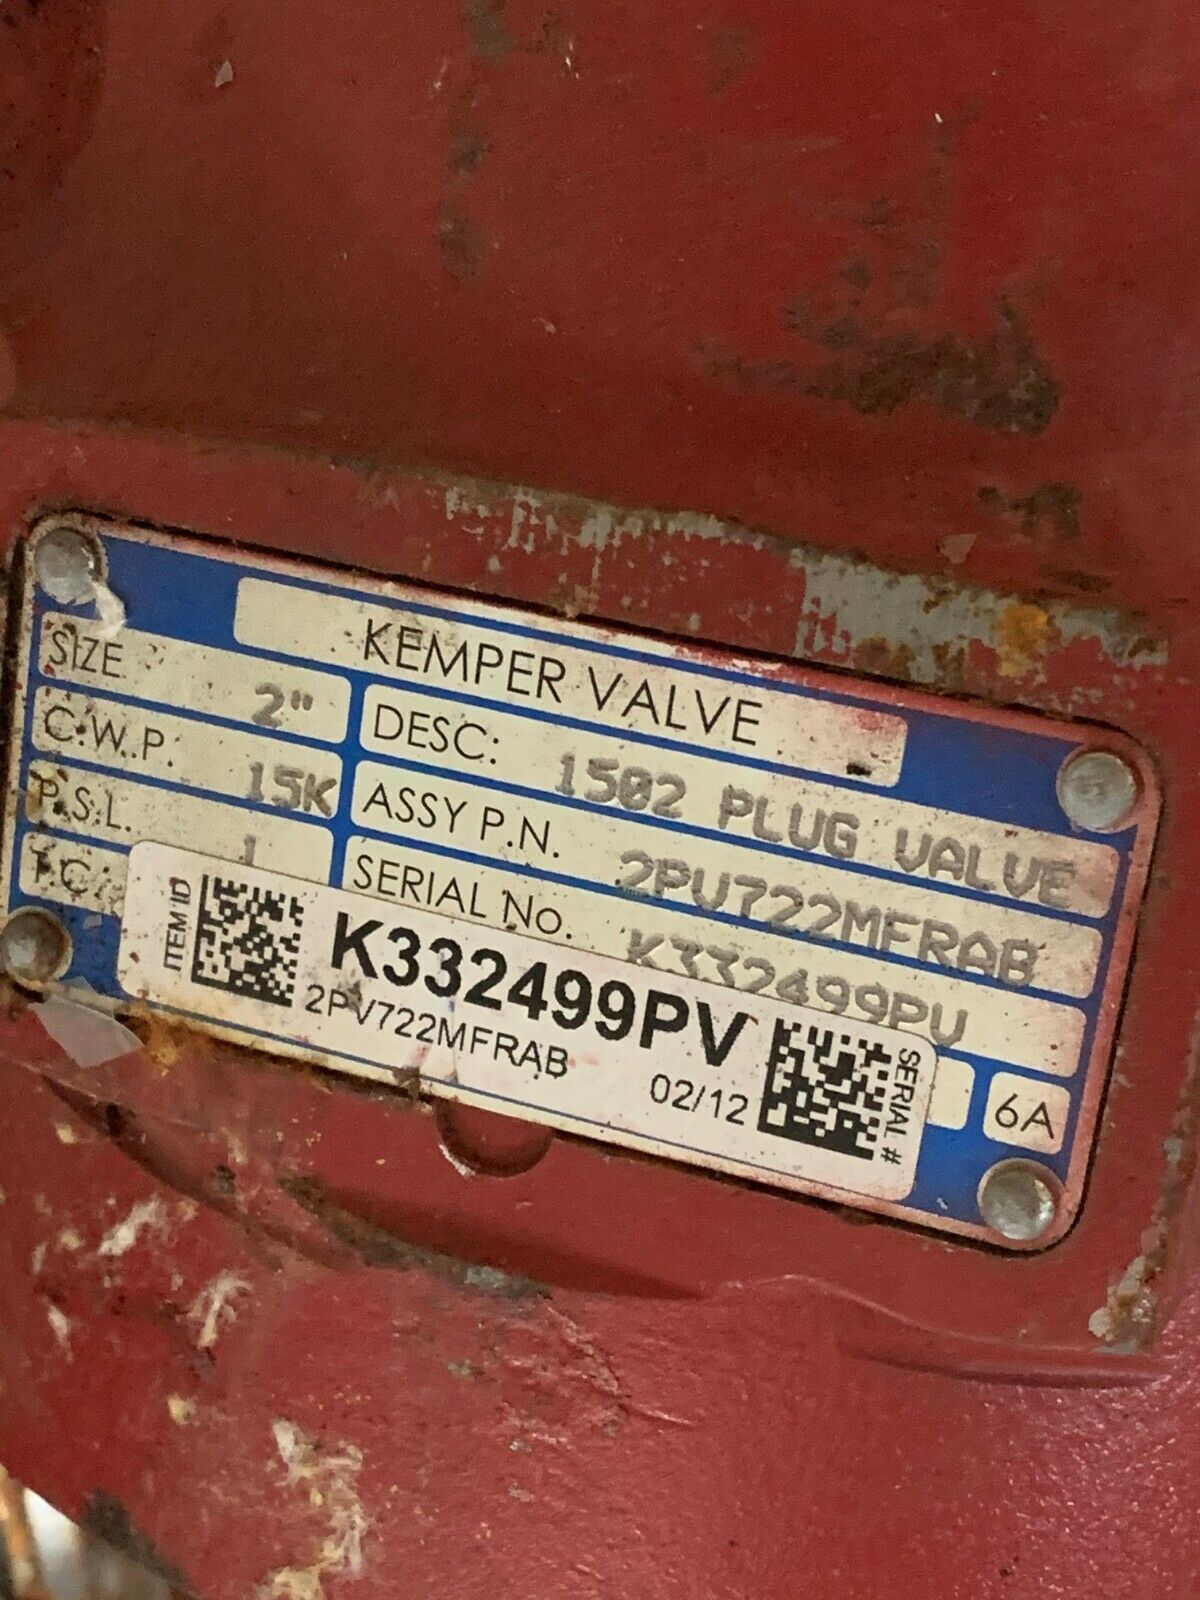 KEMPER VALVE
SIZE 2"
DESC: 1502 PLUG VALVE
C.W.P. 15K
ASSY P.N. 2PV722MFRAB
P.S.L. 1
SERIAL No. K332499PV
T.C.
ITEM ID
K332499PV
2PV722MFRAB
02/12
SERIAL #
6A